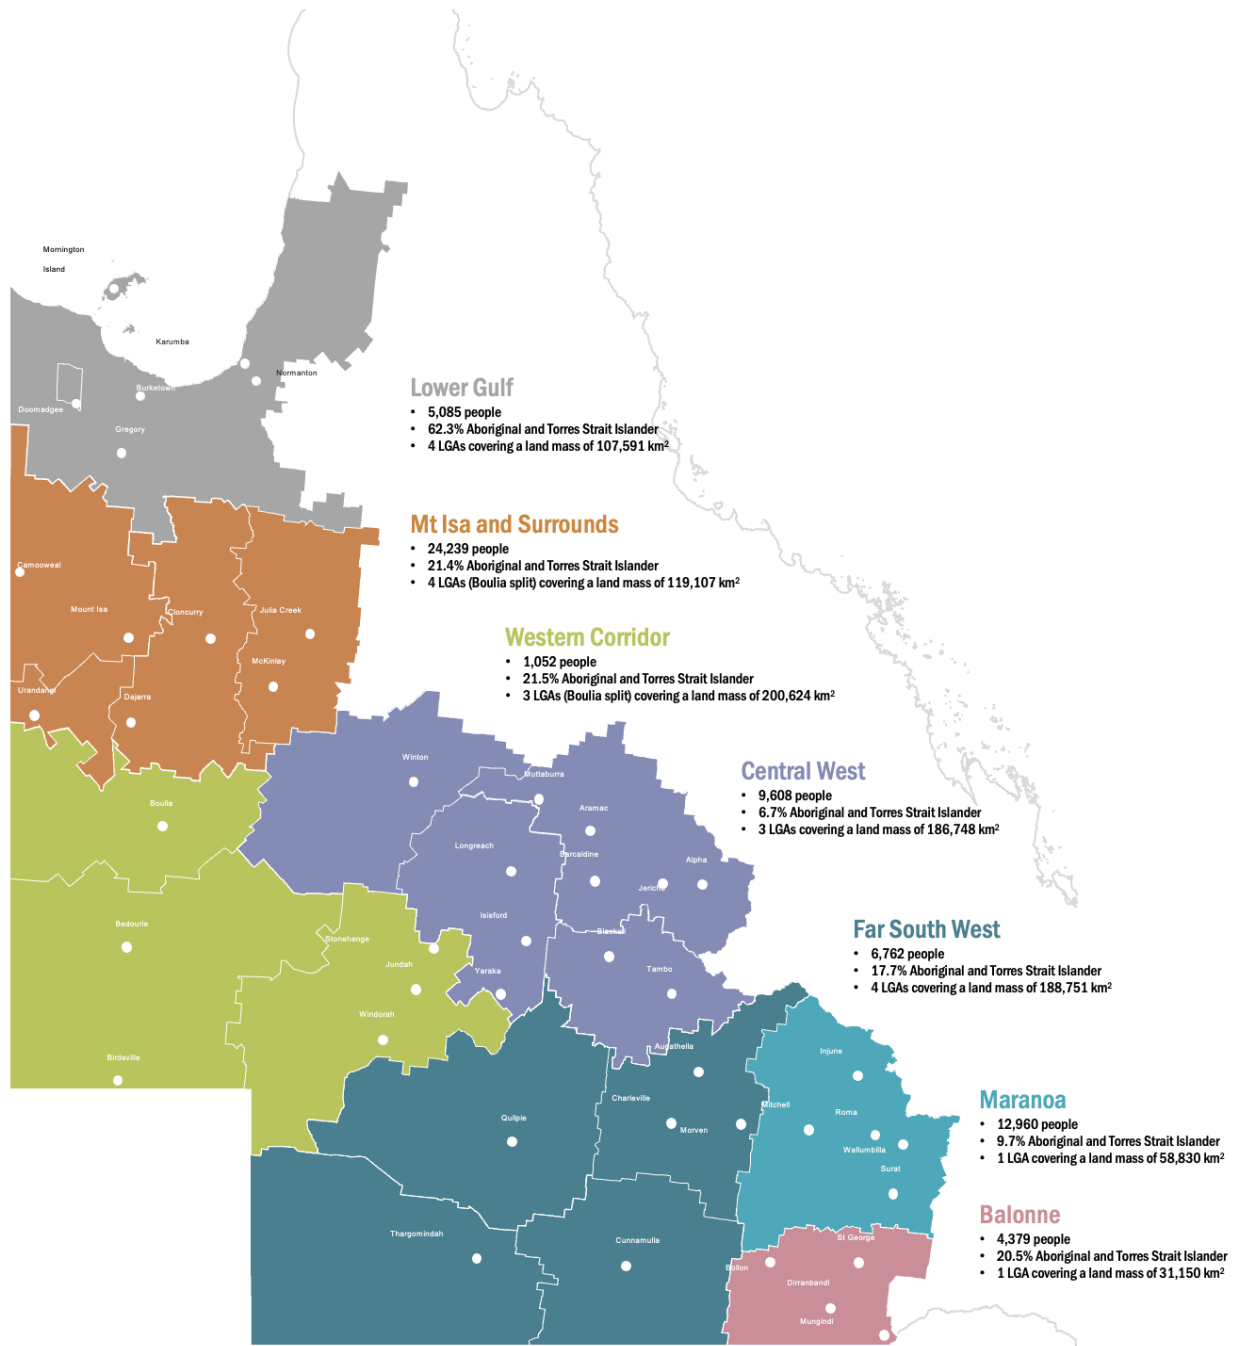 Mornington
Island
Karumba
Normanton
Burketown
Doomadgee
Gregory
Lower Gulf
• 5,085 people
• 62.3% Aboriginal and Torres Strait Islander
• 4 LGAs covering a land mass of 107,591 km²
Mt Isa and Surrounds
• 24,239 people
• 21.4% Aboriginal and Torres Strait Islander
• 4 LGAs (Boulia split) covering a land mass of 119,107 km²
Camooweal
Mount Isa
Cloncurry
Julia Creek
McKinlay
Urandangi
Dajarra
Western Corridor
• 1,052 people
• 21.5% Aboriginal and Torres Strait Islander
• 3 LGAs (Boulia split) covering a land mass of 200,624 km²
Winton
Muttaburra
Boulia
Aramac
Longreach
Barcaldine
Alpha
Jericho
Isisford
Blackall
Tambo
Yaraka
Central West
• 9,608 people
• 6.7% Aboriginal and Torres Strait Islander
• 3 LGAs covering a land mass of 186,748 km²
Bedourie
Stonehenge
Jundah
Windorah
Birdsville
Far South West
• 6,762 people
• 17.7% Aboriginal and Torres Strait Islander
• 4 LGAs covering a land mass of 188,751 km²
Augathella
Charleville
Morven
Quilpie
Thargomindah
Cunnamulla
Injune
Mitchell
Roma
Wallumbilla
Surat
Maranoa
• 12,960 people
• 9.7% Aboriginal and Torres Strait Islander
• 1 LGA covering a land mass of 58,830 km²
Balonne
• 4,379 people
• 20.5% Aboriginal and Torres Strait Islander
• 1 LGA covering a land mass of 31,150 km²
St George
Bollon
Dirranbandi
Mungindi